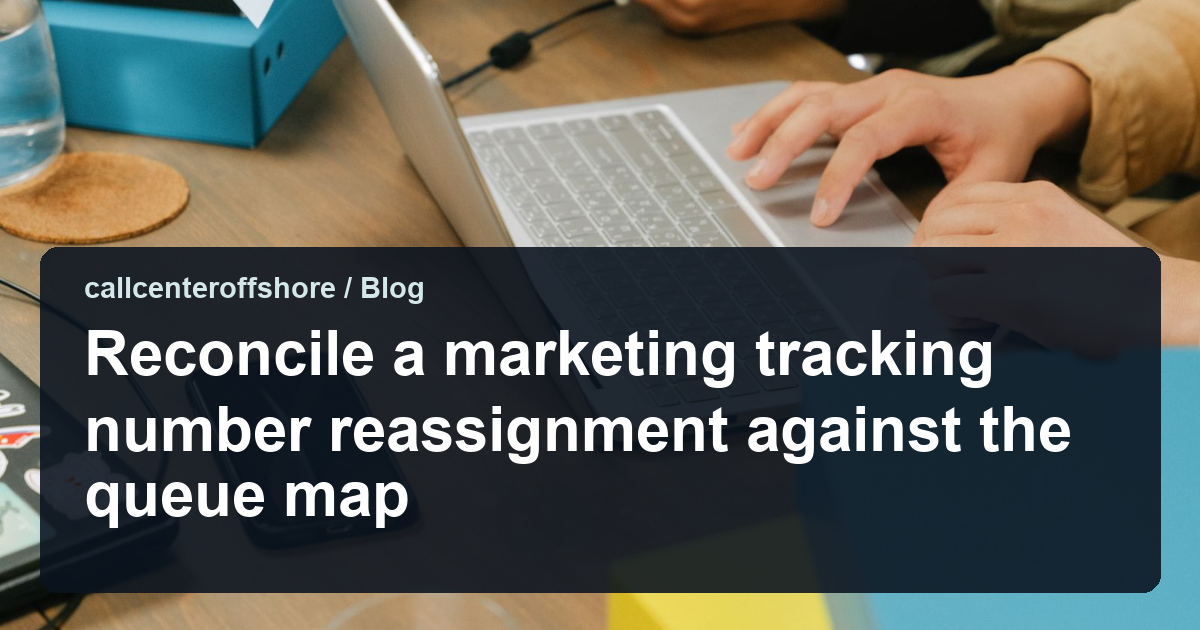 callcenteroffshore / Blog
Reconcile a marketing tracking
number reassignment against the
queue map